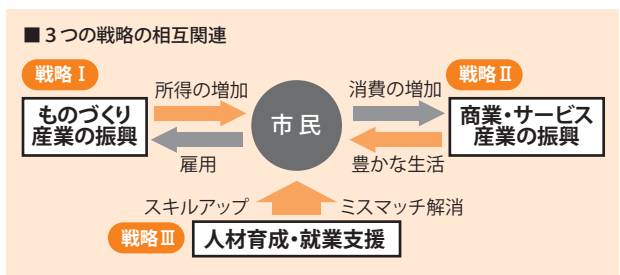 ■３つの戦略の相互関連
戦略Ⅰ
ものづくり
産業の振興
所得の増加
雇用
市民
消費の増加
豊かな生活
戦略Ⅱ
商業・サービス
産業の振興
スキルアップ
ミスマッチ解消
戦略Ⅲ
人材育成・就業支援